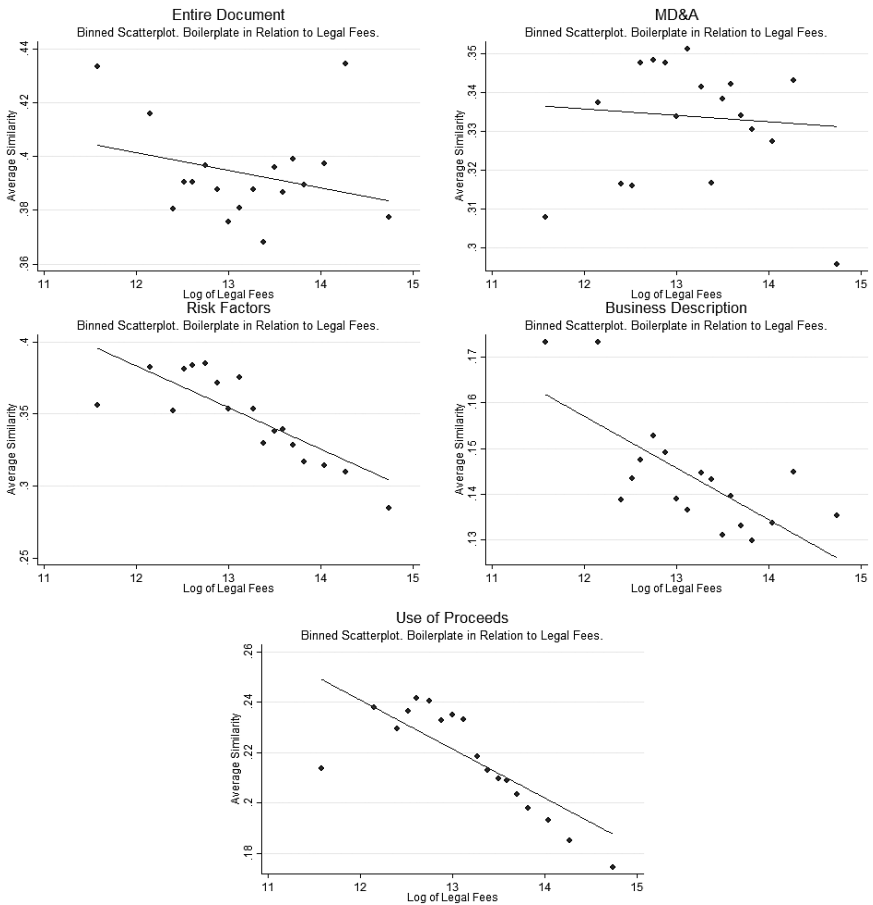 Entire Document
Binned Scatterplot. Boilerplate in Relation to Legal Fees.
Average Similarity
.44
.42
.4
.38
.36
11 12 13 14 15
Log of Legal Fees
MD&A
Binned Scatterplot. Boilerplate in Relation to Legal Fees.
Average Similarity
.35
.34
.33
.32
.31
.3
11 12 13 14 15
Log of Legal Fees
Risk Factors
Binned Scatterplot. Boilerplate in Relation to Legal Fees.
Average Similarity
.4
.35
.3
.25
11 12 13 14 15
Log of Legal Fees
Business Description
Binned Scatterplot. Boilerplate in Relation to Legal Fees.
Average Similarity
.17
.16
.15
.14
.13
11 12 13 14 15
Log of Legal Fees
Use of Proceeds
Binned Scatterplot. Boilerplate in Relation to Legal Fees.
Average Similarity
.26
.24
.22
.2
.18
11 12 13 14 15
Log of Legal Fees